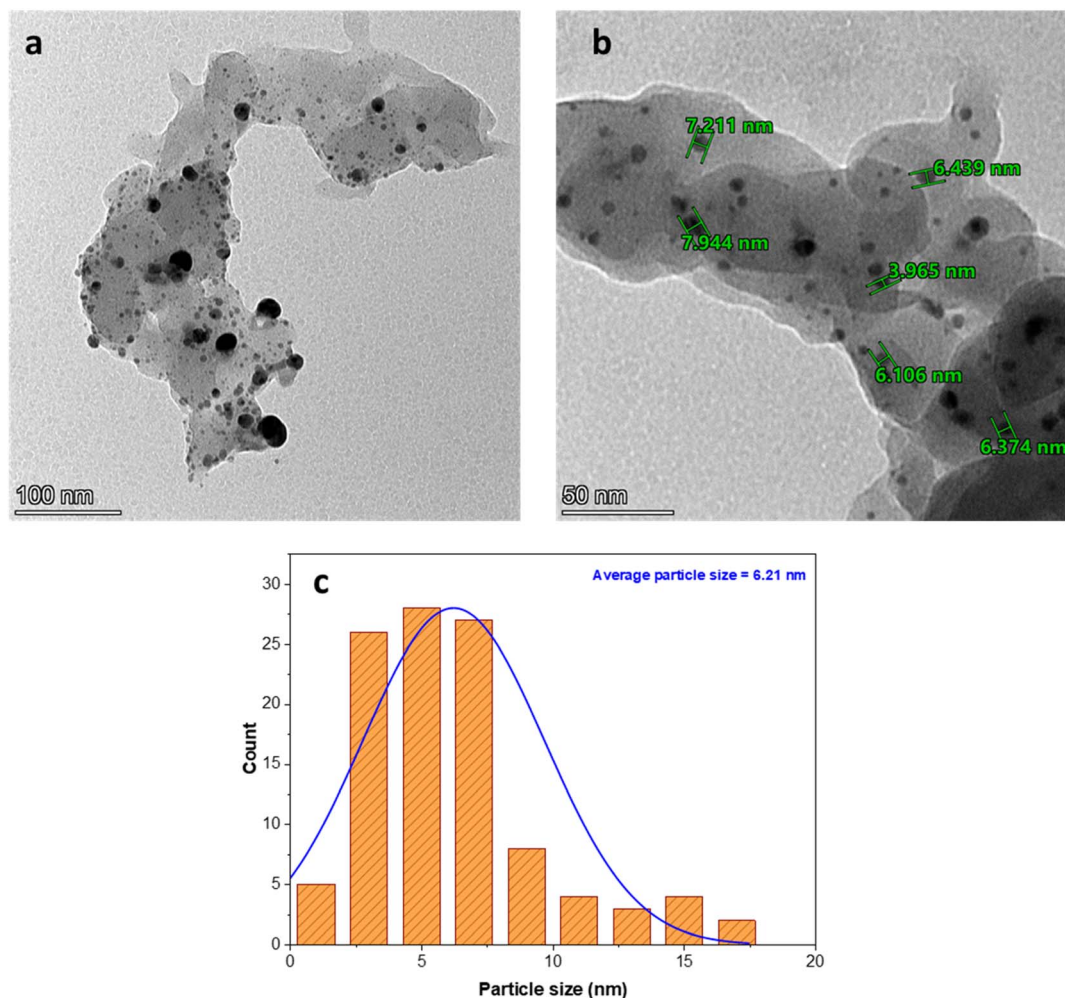 a
100 nm
b
7.211 nm
6.439 nm
7.944 nm
3.965 nm
6.106 nm
6.374 nm
50 nm
c
Average particle size = 6.21 nm
30
25
20
15
10
5
0
Count
0 5 10 15 20
Particle size (nm)